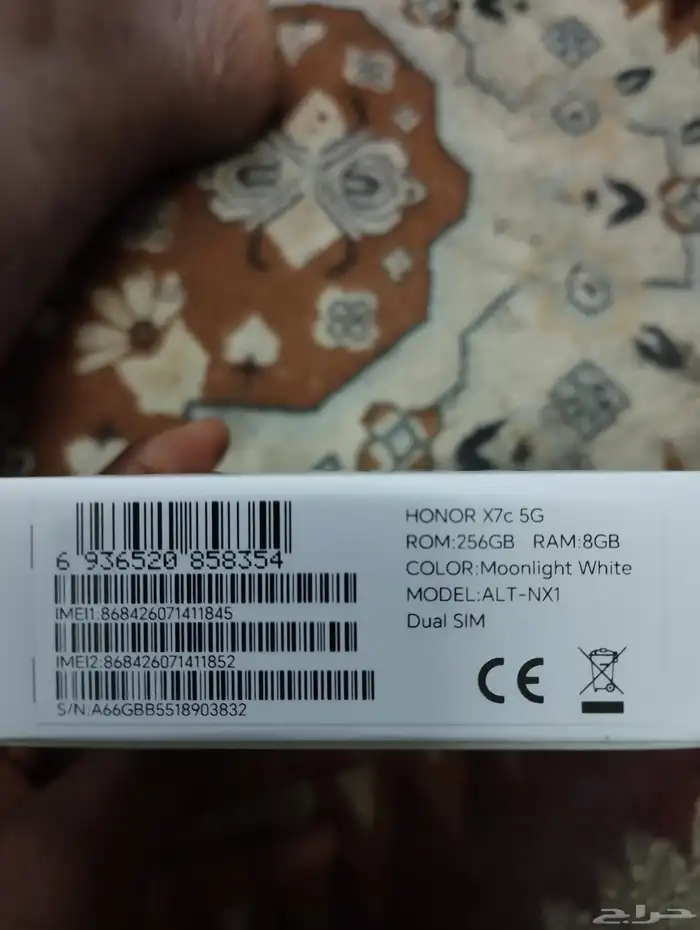 6 936520 858354
IMEI1:868426071411845
IMEI2:868426071411852
S/N:A66GBB5518903832
HONOR X7c 5G
ROM:256GB RAM:8GB
COLOR:Moonlight White
MODEL:ALT-NX1
Dual SIM
CE
حراج